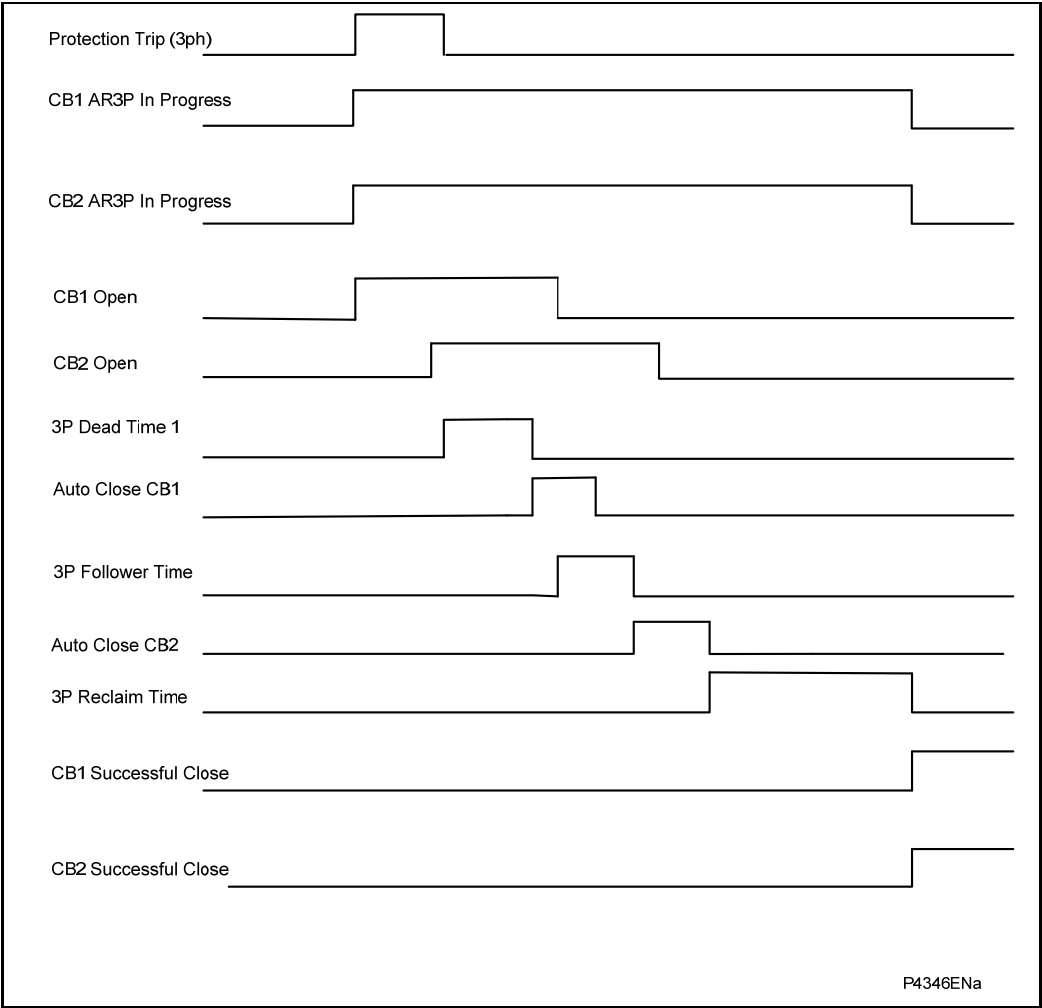 Protection Trip (3ph)
CB1 AR3P In Progress
CB2 AR3P In Progress
CB1 Open
CB2 Open
3P Dead Time 1
Auto Close CB1
3P Follower Time
Auto Close CB2
3P Reclaim Time
CB1 Successful Close
CB2 Successful Close
P4346ENa